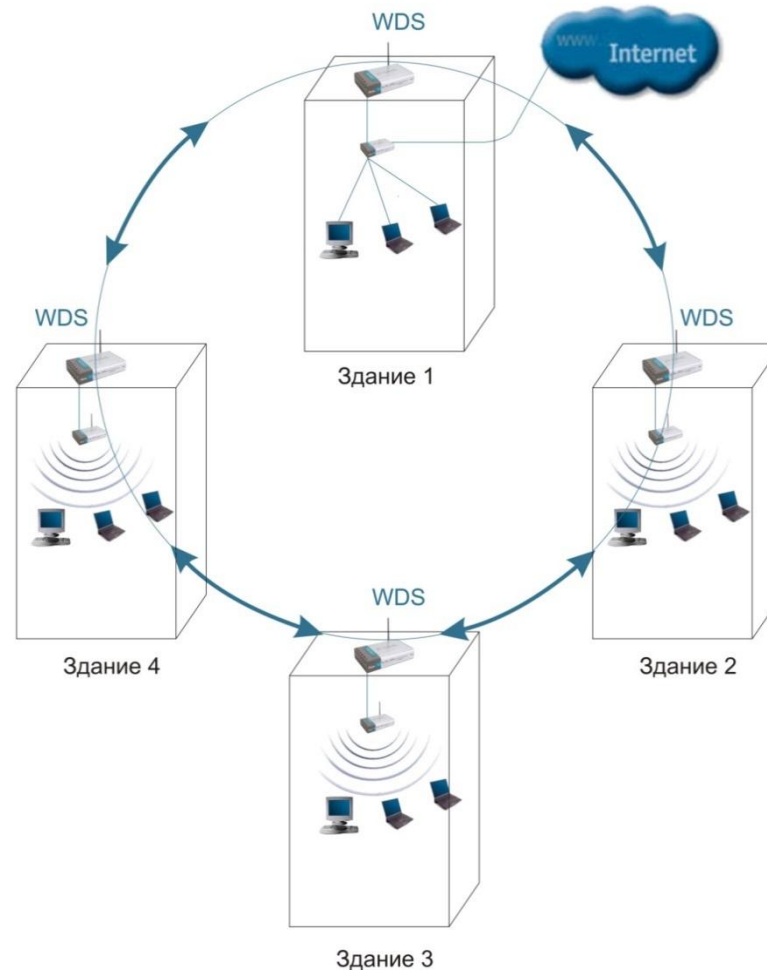 WDS
www.
Internet
Здание 1
WDS
WDS
Здание 4
Здание 2
WDS
Здание 3